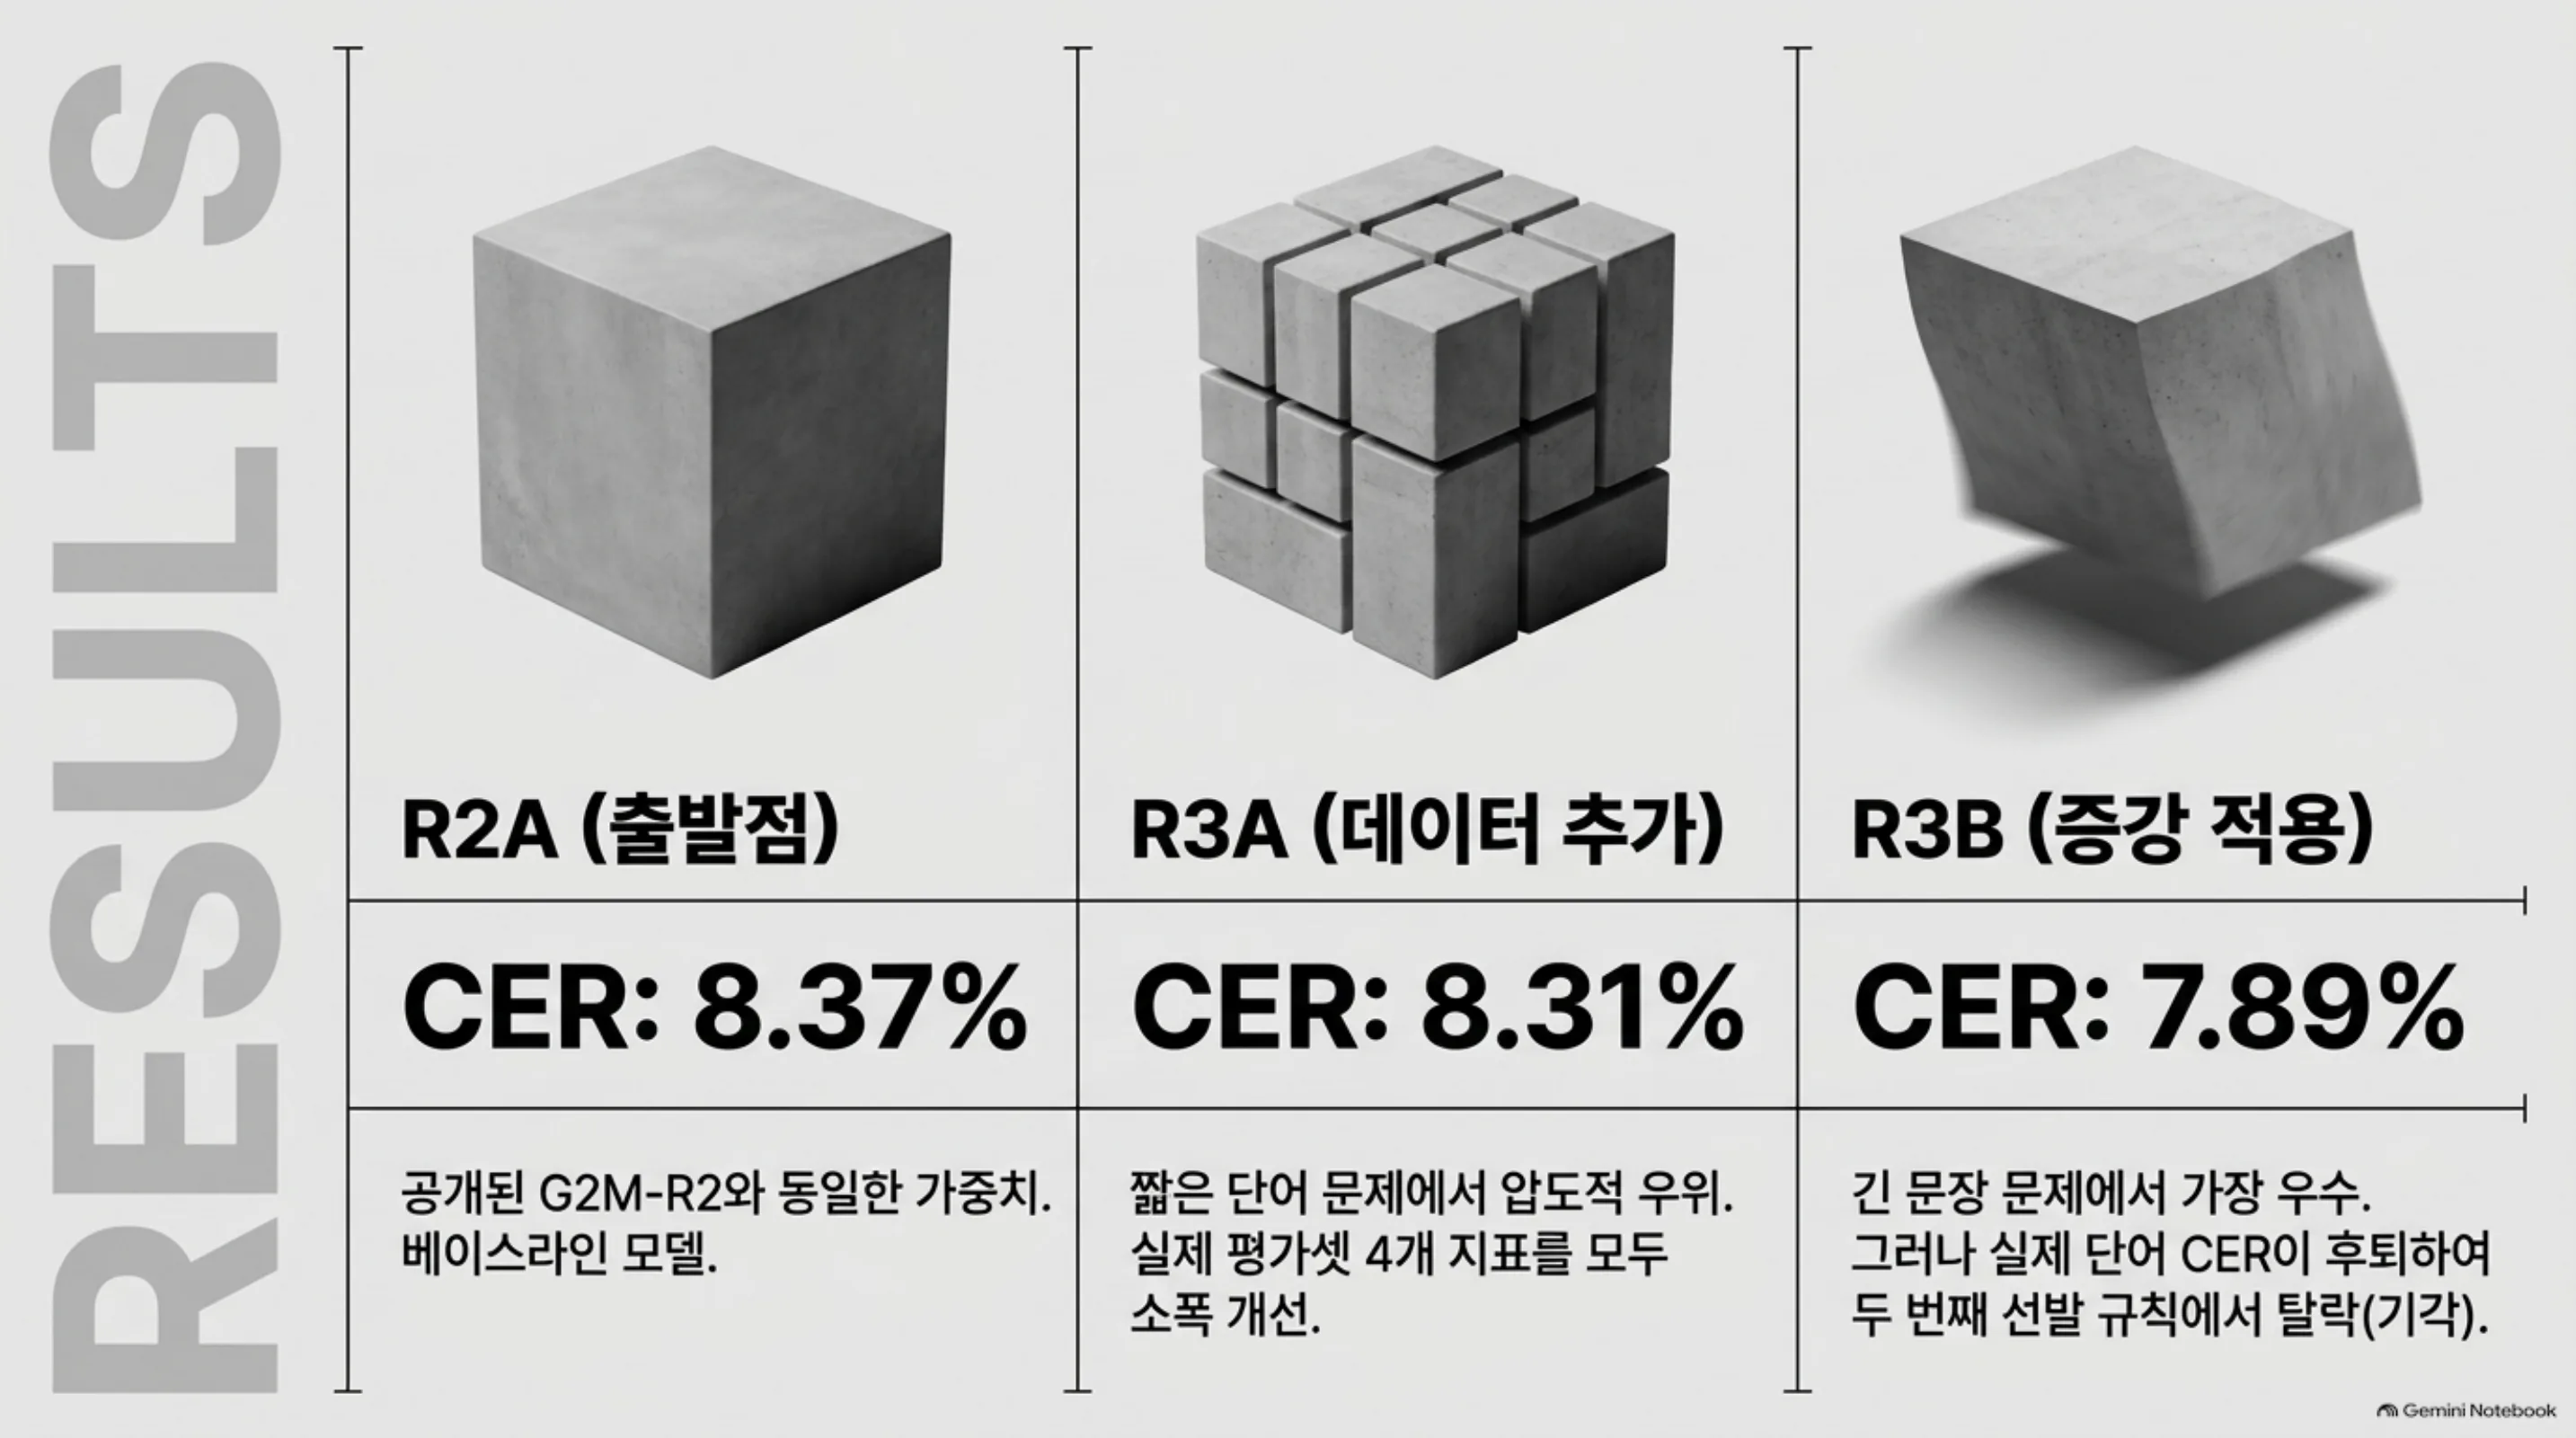 RESULTS
R2A (출발점)
CER: 8.37%
공개된 G2M-R2와 동일한 가중치.
베이스라인 모델.
R3A (데이터 추가)
CER: 8.31%
짧은 단어 문제에서 압도적 우위.
실제 평가셋 4개 지표를 모두
소폭 개선.
R3B (증강 적용)
CER: 7.89%
긴 문장 문제에서 가장 우수.
그러나 실제 단어 CER이 후퇴하여
두 번째 선발 규칙에서 탈락(기각).
Gemini Notebook